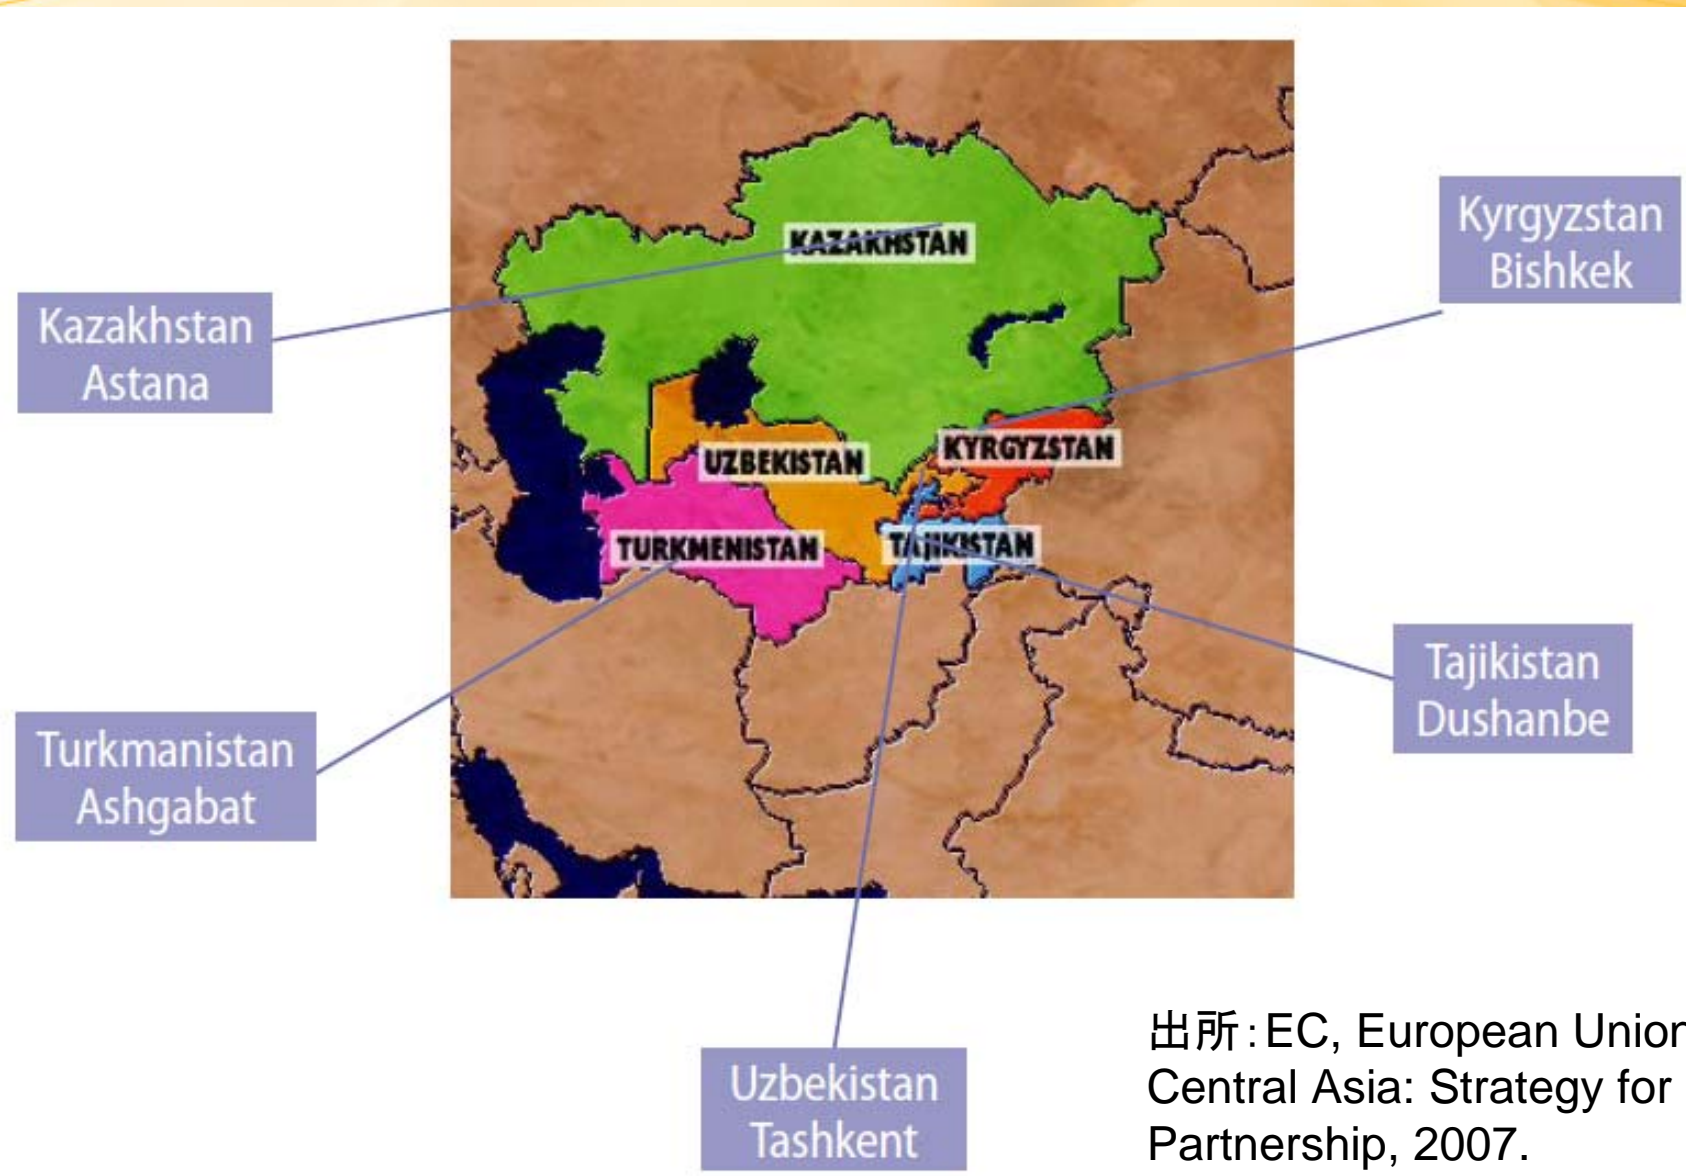 KAZAKHSTAN
Kyrgyzstan
Bishkek
Kazakhstan
Astana
UZBEKISTAN
KYRGYZSTAN
TURKMENISTAN
TAJIKISTAN
Tajikistan
Dushanbe
Turkmanistan
Ashgabat
Uzbekistan
Tashkent
出所：EC, European Union
Central Asia: Strategy for
Partnership, 2007.